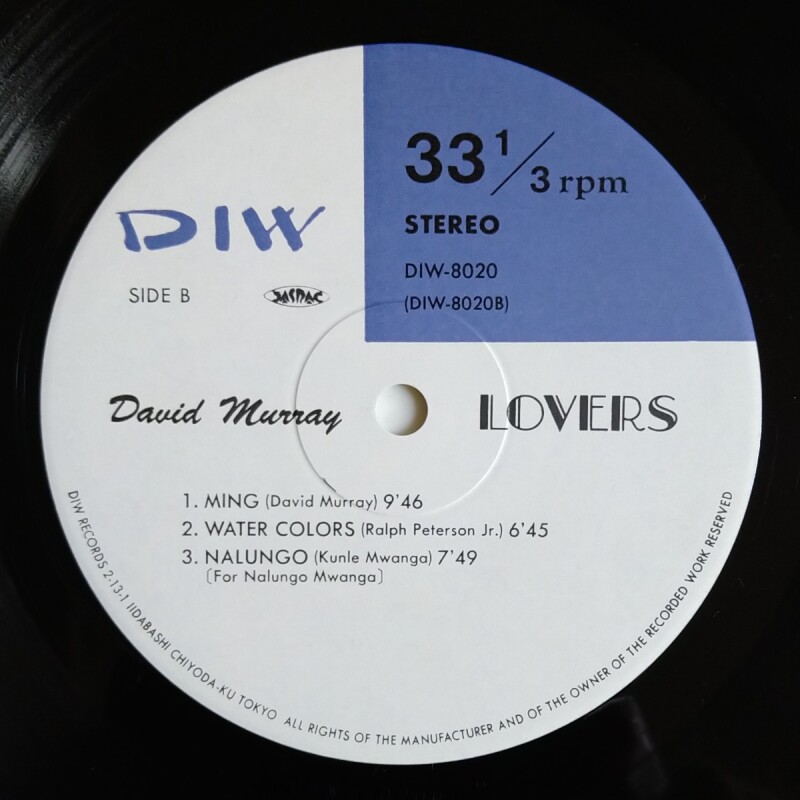 33 1/3 rpm
STEREO
DIW-8020
(DIW-8020B)
DIW
SIDE B
JASRAC
David Murray
LOVERS
1. MING (David Murray) 9'46
2. WATER COLORS (Ralph Peterson Jr.) 6'45
3. NALUNGO (Kunle Mwanga) 7'49
〔For Nalungo Mwanga〕
DIW RECORDS 2-13-1 IIDABASHI CHIYODA-KU TOKYO ALL RIGHTS OF THE MANUFACTURER AND OF THE OWNER OF THE RECORDED WORK RESERVED